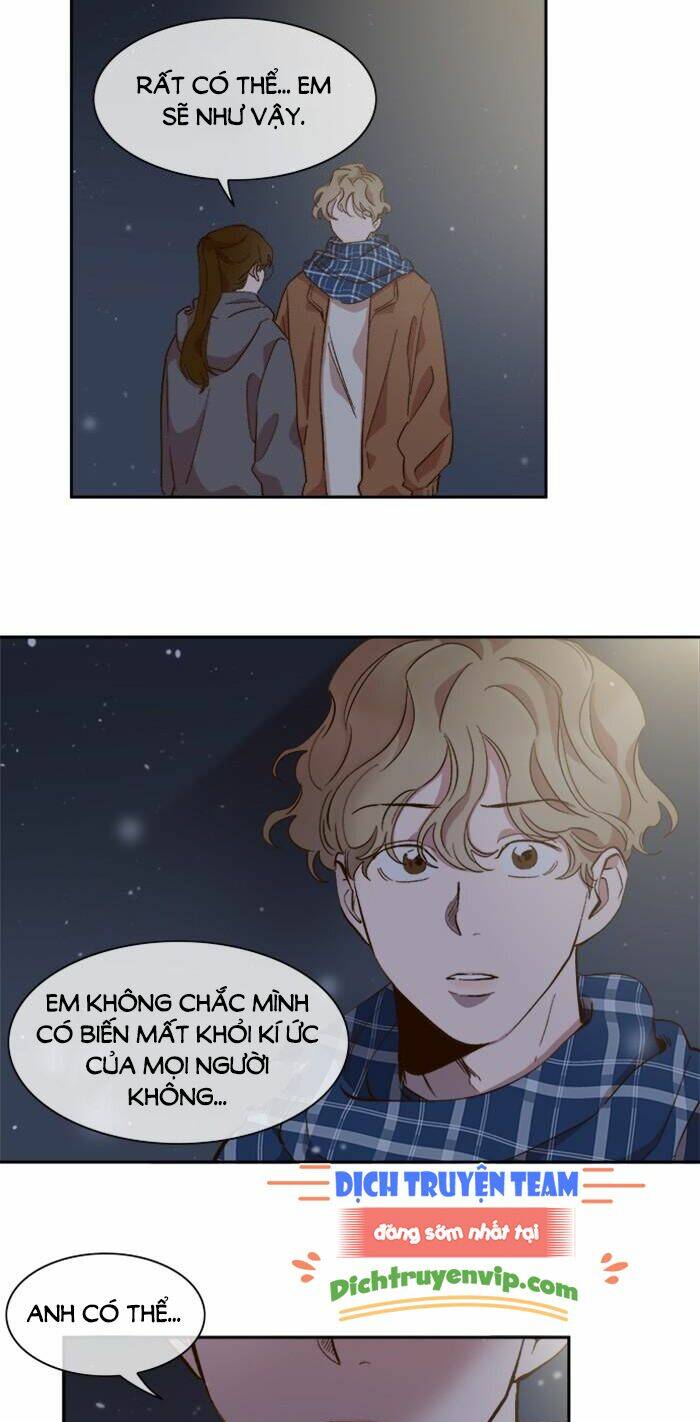 RẤT CÓ THỂ... EM
SẼ NHƯ VẬY.
EM KHÔNG CHẮC MÌNH
CÓ BIẾN MẤT KHỎI KÍ ỨC
CỦA MỌI NGƯỜI
KHÔNG...
DỊCH TRUYỆN TEAM
đăng sớm nhất tại
Dichtruyenvip.com
ANH CÓ THỂ...